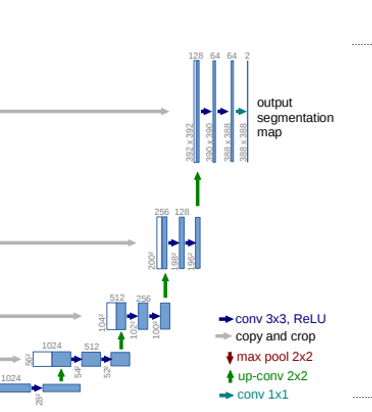 128 64 64 2
392 x 392
390 x 390
388 x 388
388 x 388
output
segmentation
map
256 128
200²
198²
196²
512 256
104²
102²
100²
1024 512
56²
54²
52²
1024
28²
conv 3x3, ReLU
copy and crop
max pool 2x2
up-conv 2x2
conv 1x1